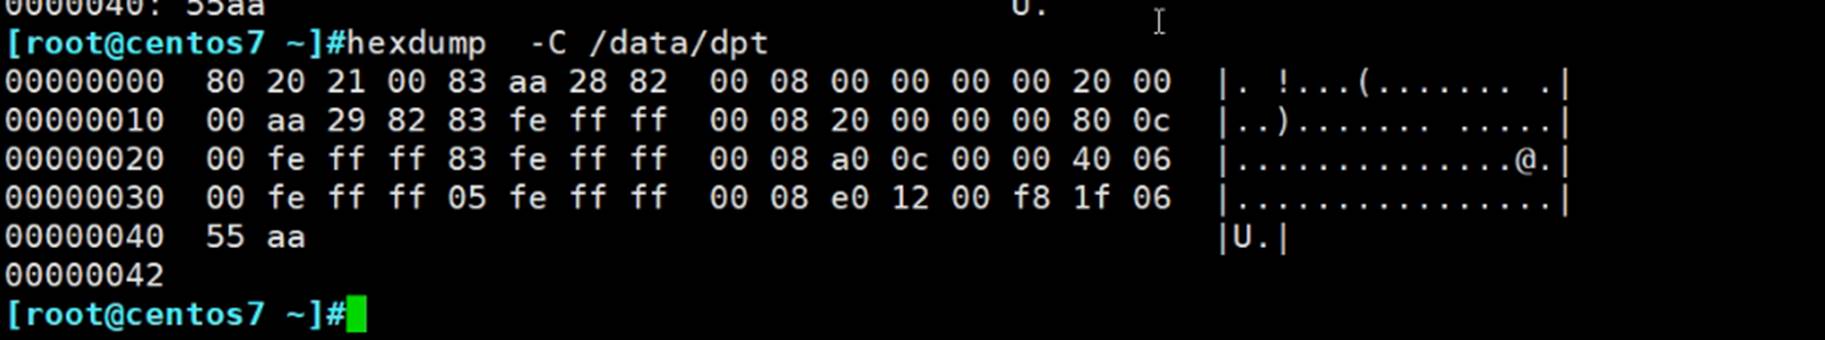 0000040: 55aa U.
[root@centos7 ~]#hexdump  -C /data/dpt
00000000  80 20 21 00 83 aa 28 82  00 08 00 00 00 00 20 00  |. !...(....... .|
00000010  00 aa 29 82 83 fe ff ff  00 08 20 00 00 00 80 0c  |..)....... .....|
00000020  00 fe ff ff 83 fe ff ff  00 08 a0 0c 00 00 40 06  |..............@.|
00000030  00 fe ff ff 05 fe ff ff  00 08 e0 12 00 f8 1f 06  |................|
00000040  55 aa                                             |U.|
00000042
[root@centos7 ~]#